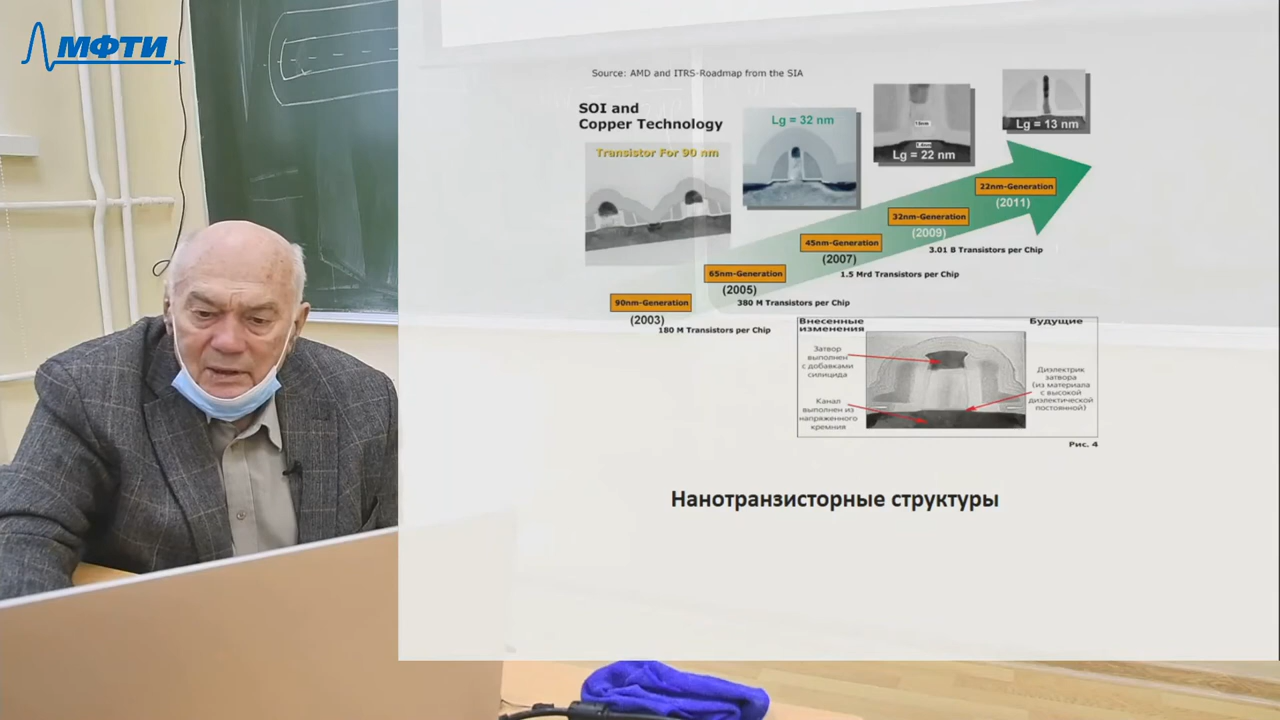 МФТИ
Source: AMD and ITRS-Roadmap from the SIA
SOI and
Copper Technology
Transistor For 90 nm
Lg = 32 nm
Lg = 22 nm
Lg = 13 nm
22nm-Generation
(2011)
32nm-Generation
(2009)
3.01 B Transistors per Chip
45nm-Generation
(2007)
1.5 Mrd Transistors per Chip
65nm-Generation
(2005)
380 M Transistors per Chip
90nm-Generation
(2003)
180 M Transistors per Chip
Внесенные
изменения
Будущие
Затвор
выполнен
с добавками
силицида
Канал
выполнен из
напряженного
кремния
Диэлектрик
затвора
(из материала
с высокой
диэлектической
постоянной)
Рис. 4
Нанотранзисторные структуры